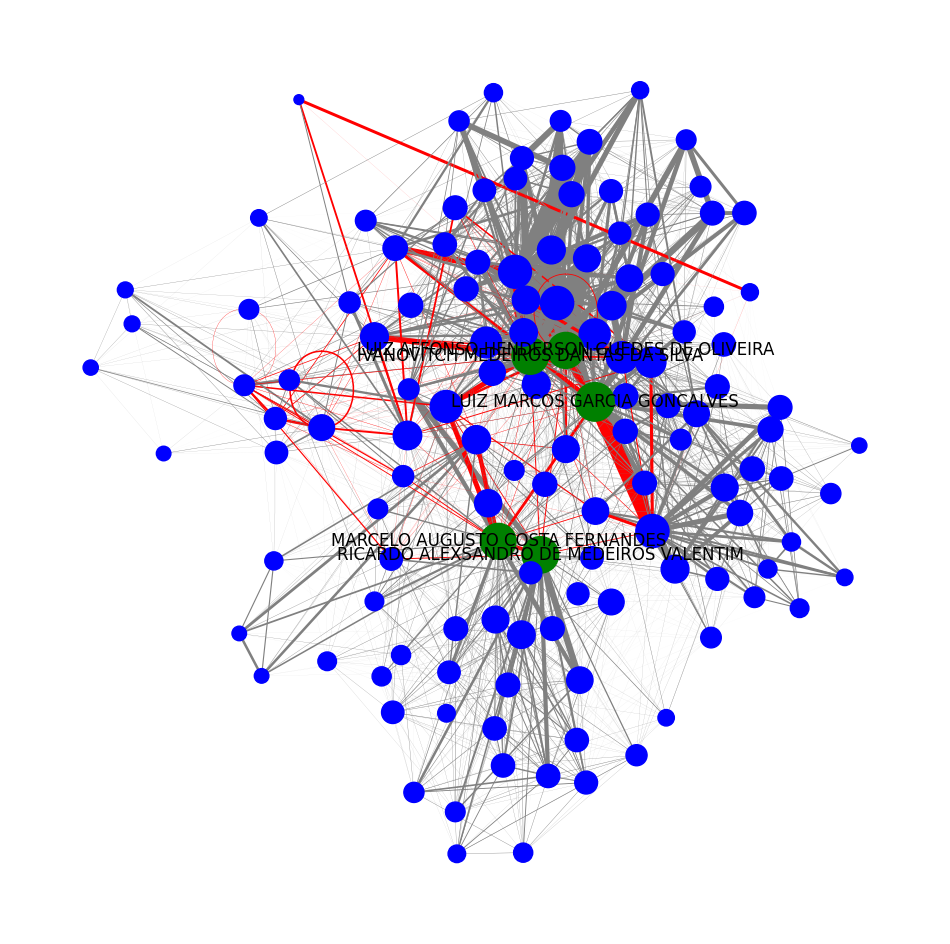 LUIZ AFFONSO HENDERSON GUEDES DE OLIVEIRA
IVANOVITCH MEDEIROS DANTAS DA SILVA
LUIZ MARCOS GARCIA GONCALVES
MARCELO AUGUSTO COSTA FERNANDES
RICARDO ALEXSANDRO DE MEDEIROS VALENTIM